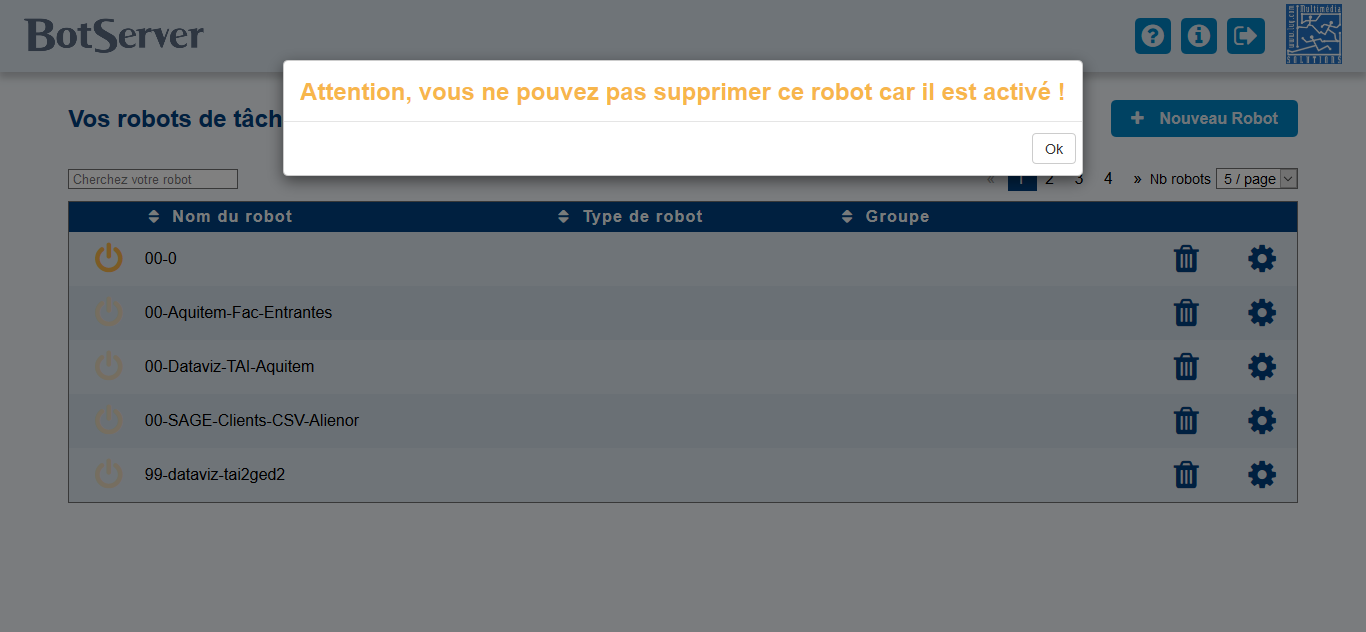 BotServer
Multimédia
SOLUTIONS
Attention, vous ne pouvez pas supprimer ce robot car il est activé !
Ok
Vos robots de tâch
Nouveau Robot
Cherchez votre robot
« 1 2 3 4 » Nb robots 5 / page
Nom du robot Type de robot Groupe
00-0
00-Aquitem-Fac-Entrantes
00-Dataviz-TAI-Aquitem
00-SAGE-Clients-CSV-Alienor
99-dataviz-tai2ged2